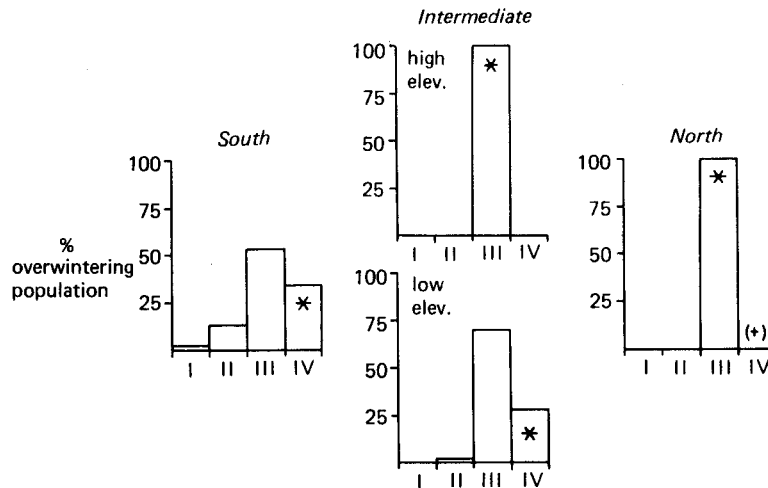 Intermediate
100
75
50
25
high
elev.
*
I II III IV
South
100
75
50
25
%
overwintering
population
*
I II III IV
low
elev.
100
75
50
25
*
I II III IV
North
100
75
50
25
*
(+)
I II III IV